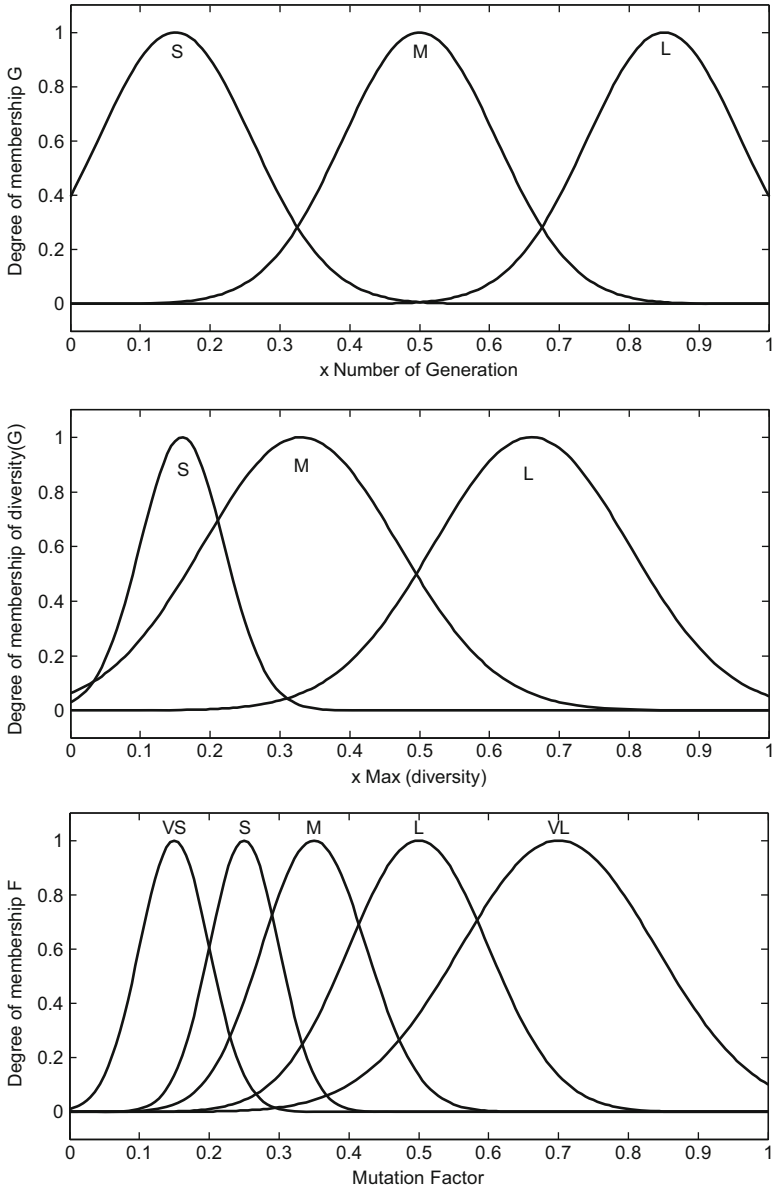 Degree of membership G
1
0.8
0.6
0.4
0.2
0
S
M
L
0 0.1 0.2 0.3 0.4 0.5 0.6 0.7 0.8 0.9 1
x Number of Generation
Degree of membership of diversity(G)
1
0.8
0.6
0.4
0.2
0
S
M
L
0 0.1 0.2 0.3 0.4 0.5 0.6 0.7 0.8 0.9 1
x Max (diversity)
Degree of membership F
1
0.8
0.6
0.4
0.2
0
VS S M L VL
0 0.1 0.2 0.3 0.4 0.5 0.6 0.7 0.8 0.9 1
Mutation Factor